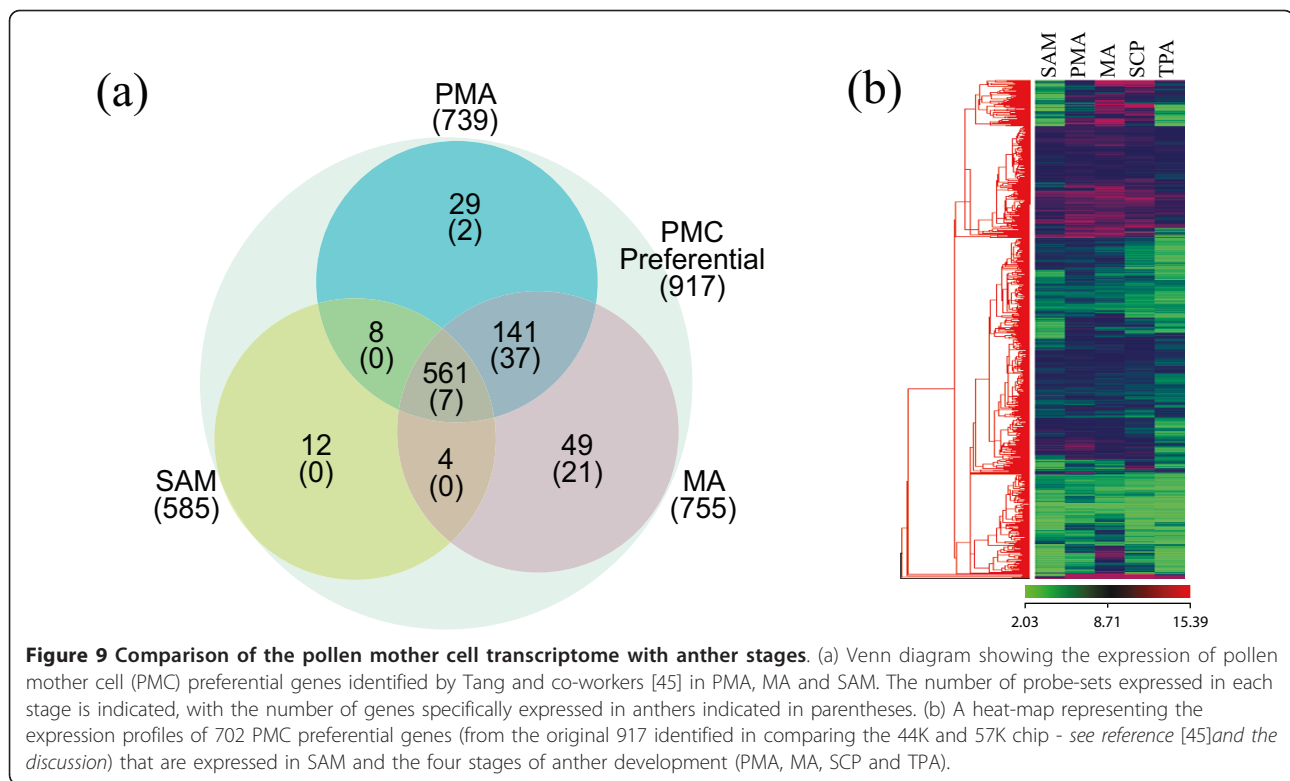 (a)
PMA
(739)
29
(2)
PMC
Preferential
(917)
8
(0)
141
(37)
561
(7)
12
(0)
4
(0)
49
(21)
SAM
(585)
MA
(755)
(b)
SAM
PMA
MA
SCP
TPA
2.03 8.71 15.39
Figure 9 Comparison of the pollen mother cell transcriptome with anther stages. (a) Venn diagram showing the expression of pollen
mother cell (PMC) preferential genes identified by Tang and co-workers [45] in PMA, MA and SAM. The number of probe-sets expressed in each
stage is indicated, with the number of genes specifically expressed in anthers indicated in parentheses. (b) A heat-map representing the
expression profiles of 702 PMC preferential genes (from the original 917 identified in comparing the 44K and 57K chip - see reference [45]and the
discussion) that are expressed in SAM and the four stages of anther development (PMA, MA, SCP and TPA).